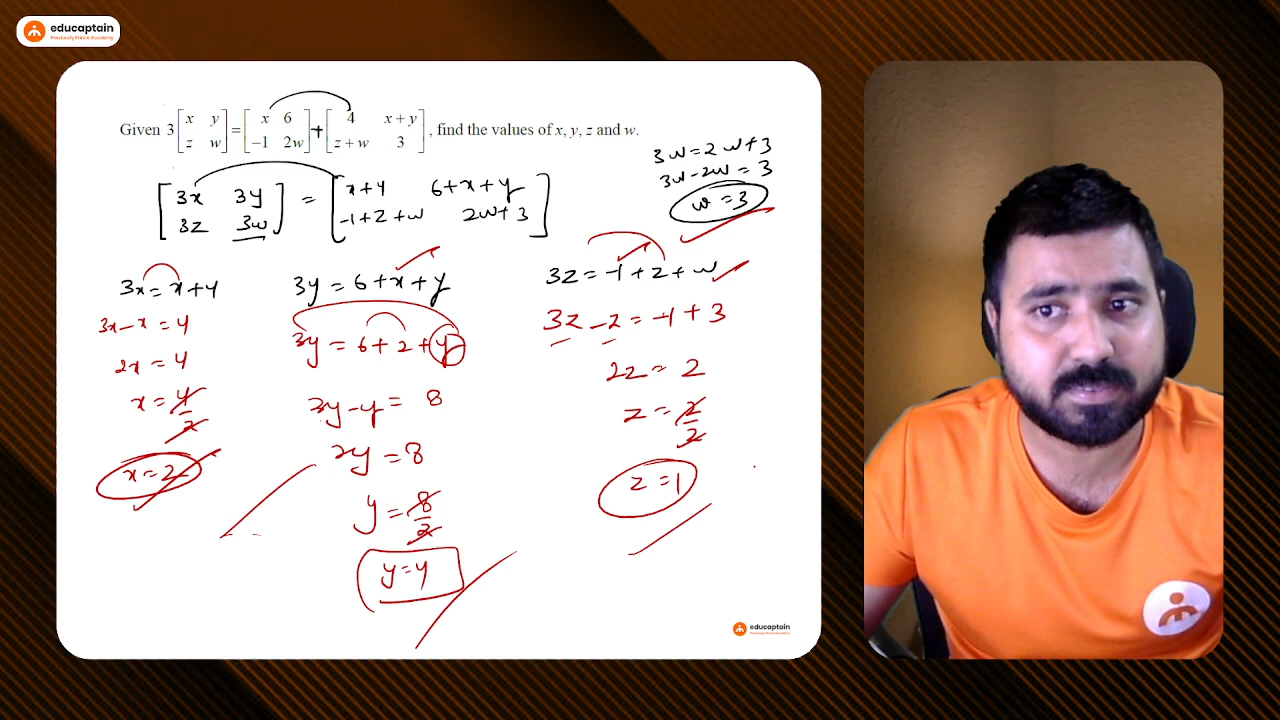 educaptain
Previously Prince Academy
Given 3 [x y; z w] = [x 6; −1 2w] + [4 x + y; z + w 3], find the values of x, y, z and w.
[3x 3y; 3z 3w] = [x+4 6+x+y; -1+z+w 2w+3]
3w=2w+3
3w-2w=3
w=3
3x=x+4
3x-x=4
2x=4
x=4/2
x=2
3y=6+x+y
3y=6+2+y
3y-y=8
2y=8
y=8/2
y=4
3z=-1+z+w
3z-z=-1+3
2z=2
z=2/2
z=1
educaptain
Previously Prince Academy